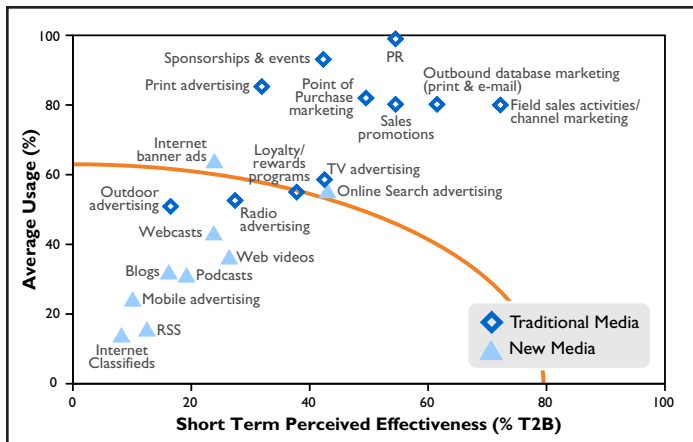 100
80
60
40
20
0
Average Usage (%)
Sponsorships & events
PR
Print advertising
Point of
Purchase
marketing
Outbound database marketing
(print & e-mail)
Field sales activities/
channel marketing
Sales
promotions
Internet
banner ads
Loyalty/
rewards
programs
TV advertising
Online Search advertising
Outdoor
advertising
Radio
advertising
Webcasts
Web videos
Blogs
Podcasts
Mobile advertising
RSS
Internet
Classifieds
Traditional Media
New Media
0
20
40
60
80
100
Short Term Perceived Effectiveness (% T2B)